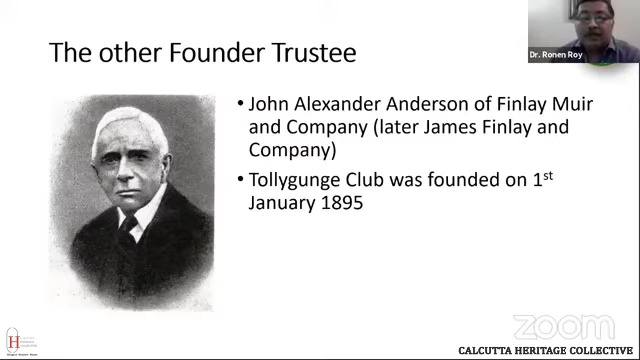 The other Founder Trustee
Dr. Ronen Roy
• John Alexander Anderson of Finlay Muir
and Company (later James Finlay and
Company)
• Tollygunge Club was founded on 1st
January 1895
zoom
CALCUTTA HERITAGE COLLECTIVE